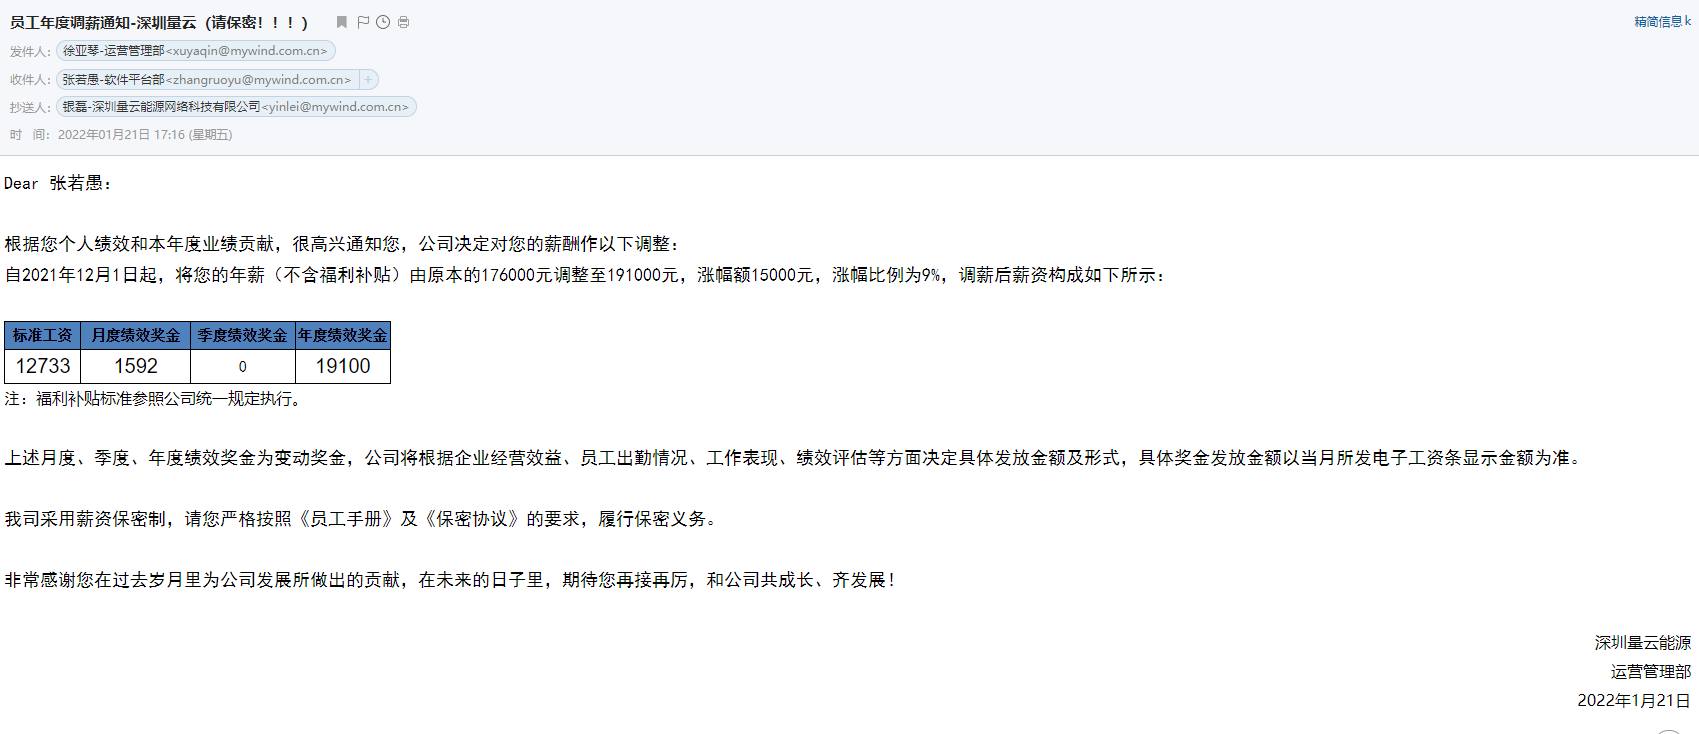 员工年度调薪通知-深圳量云（请保密！！！）
精简信息
发件人：徐亚琴-运营管理部<xuyaqin@mywind.com.cn>
收件人：张若愚-软件平台部<zhangruoyu@mywind.com.cn> +
抄送人：银磊-深圳量云能源网络科技有限公司<yinlei@mywind.com.cn>
时 间：2022年01月21日 17:16 (星期五)
Dear 张若愚：
根据您个人绩效和本年度业绩贡献，很高兴通知您，公司决定对您的薪酬作以下调整：
自2021年12月1日起，将您的年薪（不含福利补贴）由原本的176000元调整至191000元，涨幅额15000元，涨幅比例为9%，调薪后薪资构成如下所示：
标准工资 月度绩效奖金 季度绩效奖金 年度绩效奖金
12733 1592 0 19100
注：福利补贴标准参照公司统一规定执行。
上述月度、季度、年度绩效奖金为变动奖金，公司将根据企业经营效益、员工出勤情况、工作表现、绩效评估等方面决定具体发放金额及形式，具体奖金发放金额以当月所发电子工资条显示金额为准。
我司采用薪资保密制，请您严格按照《员工手册》及《保密协议》的要求，履行保密义务。
非常感谢您在过去岁月里为公司发展所做出的贡献，在未来的日子里，期待您再接再厉，和公司共成长、齐发展！
深圳量云能源
运营管理部
2022年1月21日